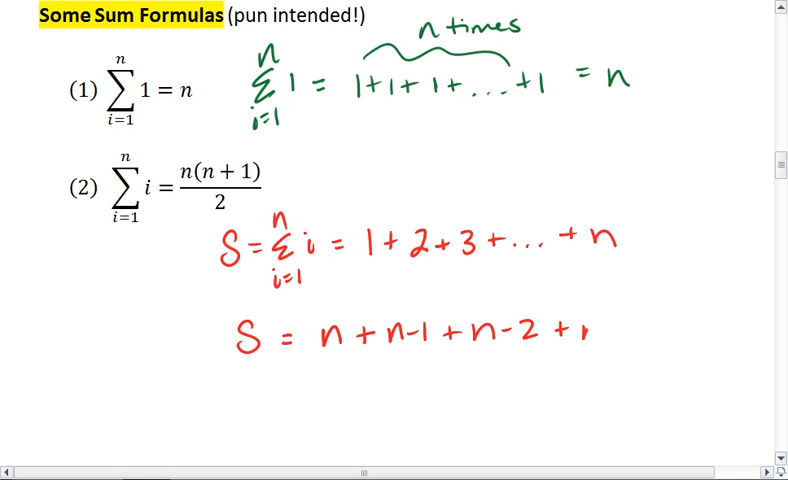 Some Sum Formulas (pun intended!)
n times
(1) ∑_{i=1}^{n} 1 = n
∑_{i=1}^{n} 1 = 1 + 1 + 1 + ... + 1 = n
(2) ∑_{i=1}^{n} i = n(n + 1)/2
S = ∑_{i=1}^{n} i = 1 + 2 + 3 + ... + n
S = n + n-1 + n-2 +